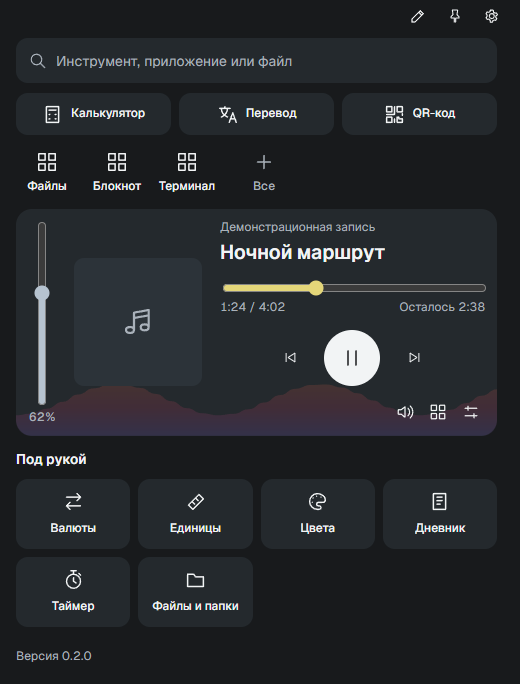 Инструмент, приложение или файл
Калькулятор
Перевод
QR-код
Файлы
Блокнот
Терминал
Все
Демонстрационная запись
Ночной маршрут
1:24 / 4:02
Осталось 2:38
62%
Под рукой
Валюты
Единицы
Цвета
Дневник
Таймер
Файлы и папки
Версия 0.2.0